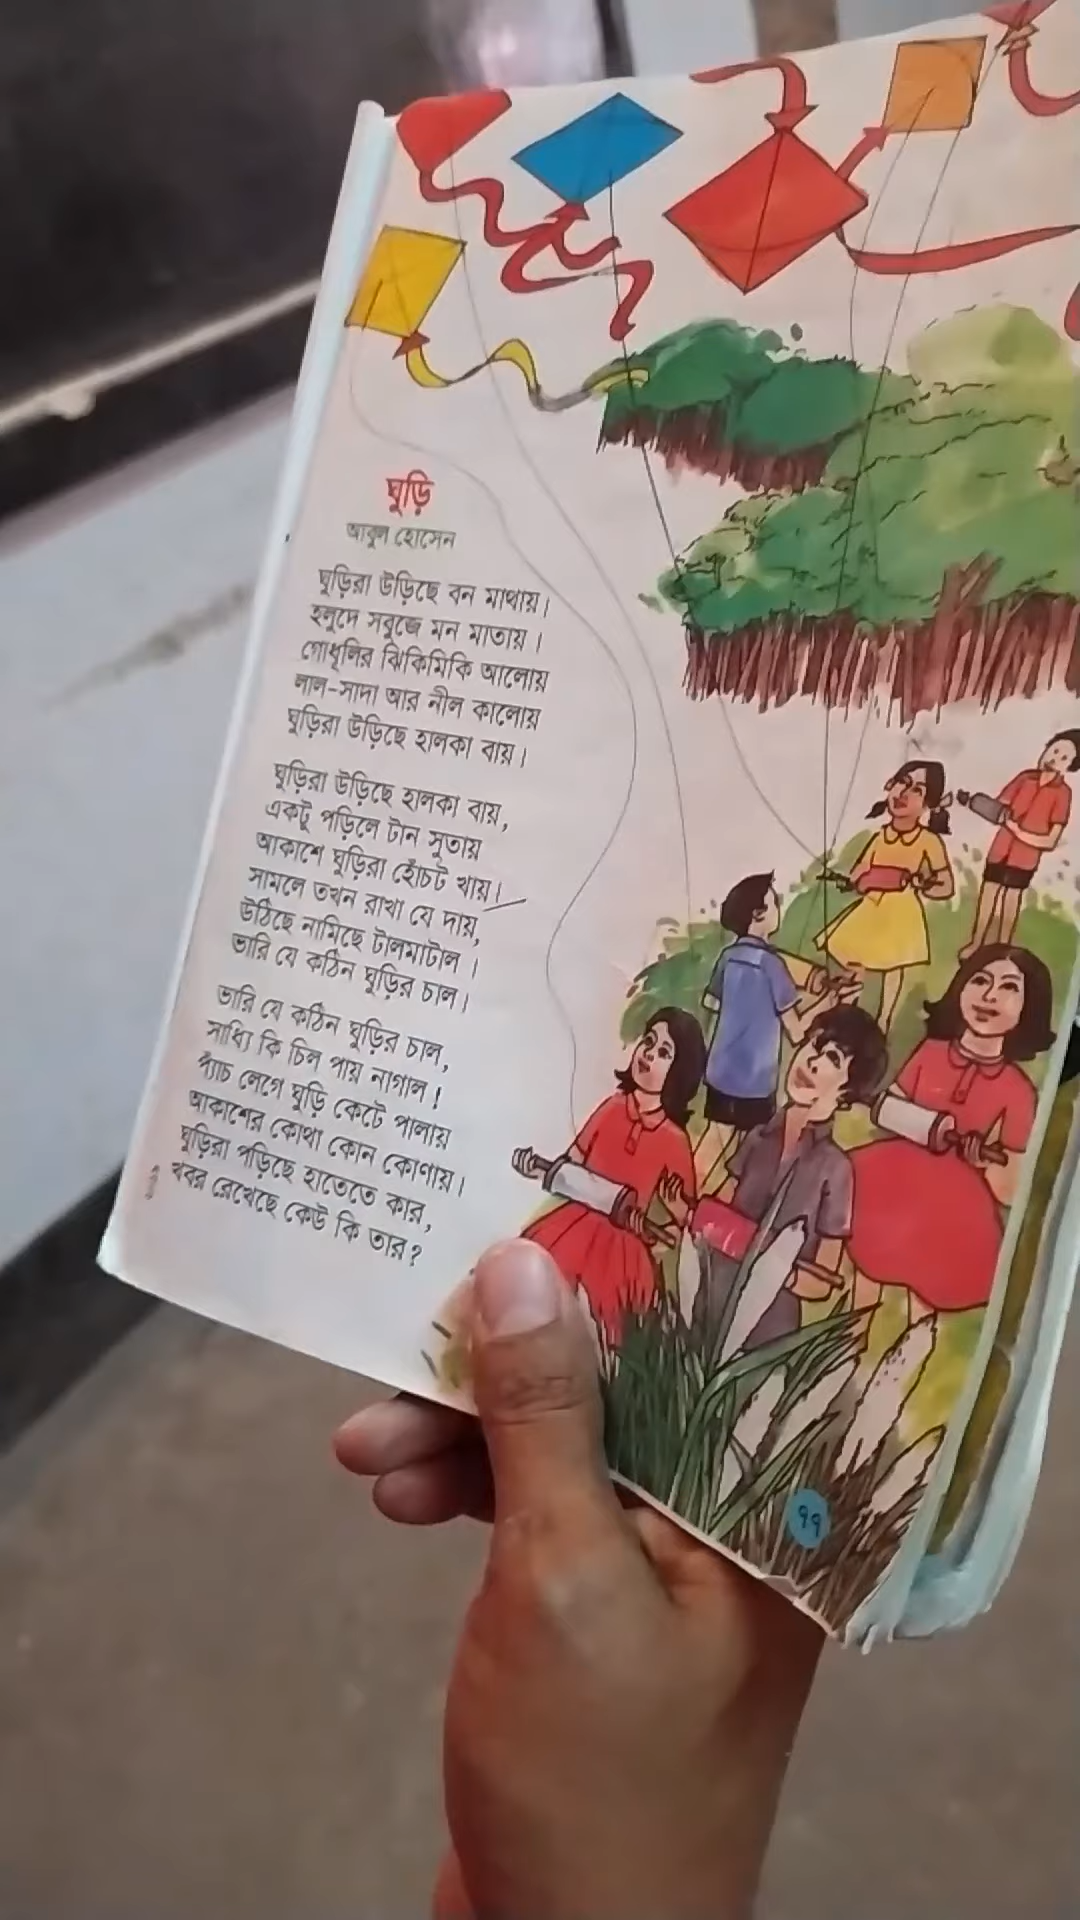 ঘুড়ি
আবুল হোসেন
ঘুড়িরা উড়িছে বন মাথায়।
হলুদে সবুজে মন মাতায়।
গোধূলির ঝিকিমিকি আলোয়
লাল-সাদা আর নীল কালোয়
ঘুড়িরা উড়িছে হালকা বায়।
ঘুড়িরা উড়িছে হালকা বায়,
একটু পড়িলে টান সুতায়
আকাশে ঘুড়িরা হোঁচট খায়।
সামলে তখন রাখা যে দায়,
উঠিছে নামিছে টালমাটাল।
ভারি যে কঠিন ঘুড়ির চাল।
ভারি যে কঠিন ঘুড়ির চাল,
সাধ্যি কি চিল পায় নাগাল!
প্যাঁচ লেগে ঘুড়ি কেটে পালায়
আকাশের কোথা কোন কোণায়।
ঘুড়িরা পড়িছে হাতেতে কার,
খবর রেখেছে কেউ কি তার?
৭৭